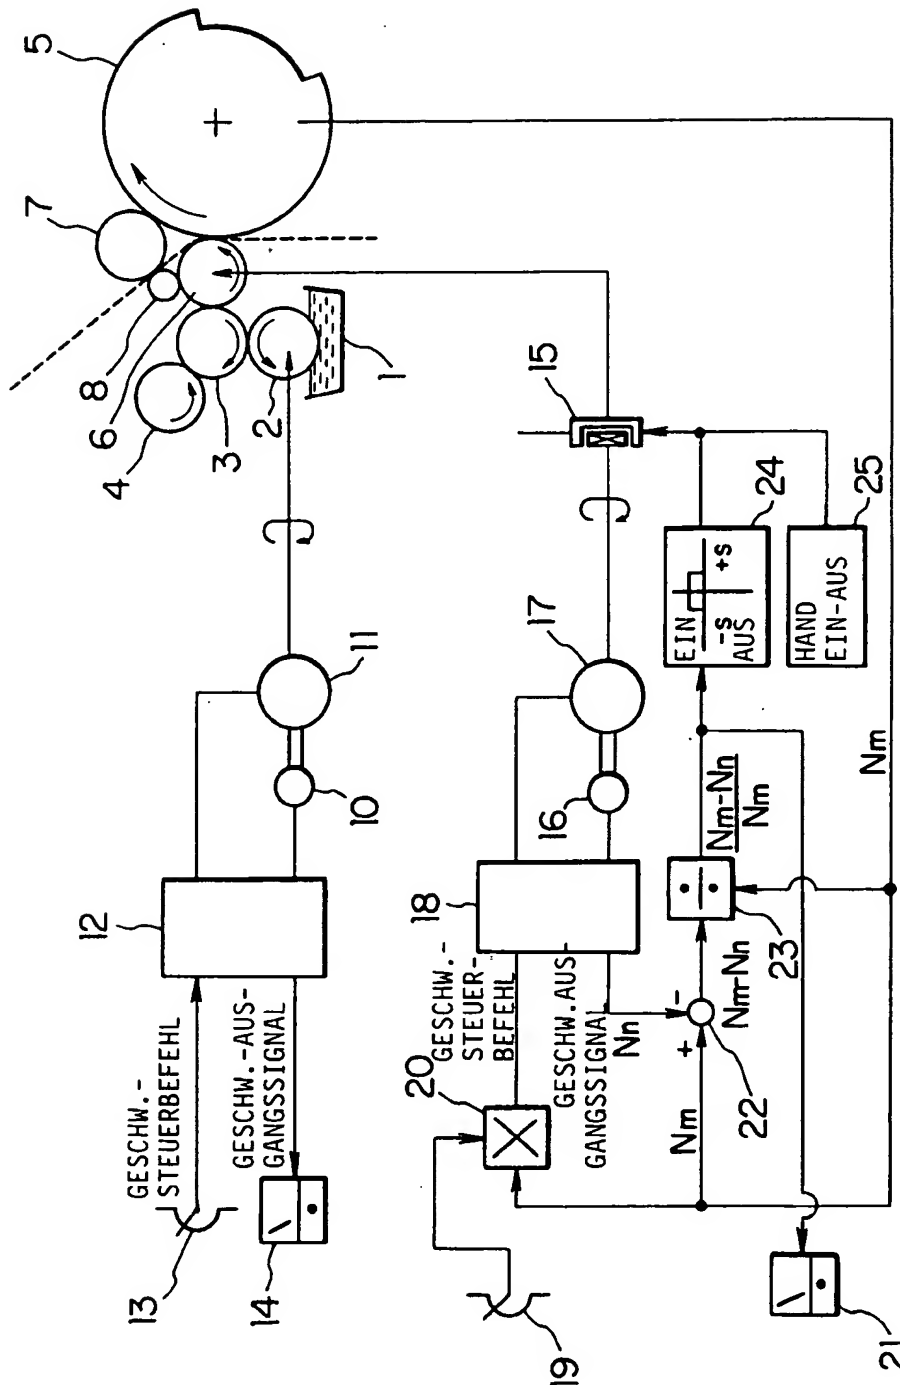 5
7
8
6
4
3
2
1
15
24
25
EIN
-S
+S
AUS
HAND
EIN-AUS
11
17
10
16
12
18
GESCHW.-
STEUERBEFEHL
GESCHW.-AUS-
GANGSSIGNAL
13
14
GESCHW.-
STEUER-
BEFEHL
GESCHW.AUS-
GANGSSIGNAL
Nn
20
19
+
-
Nm
22
Nm-Nn
23
Nm-Nn
Nm
Nm
21